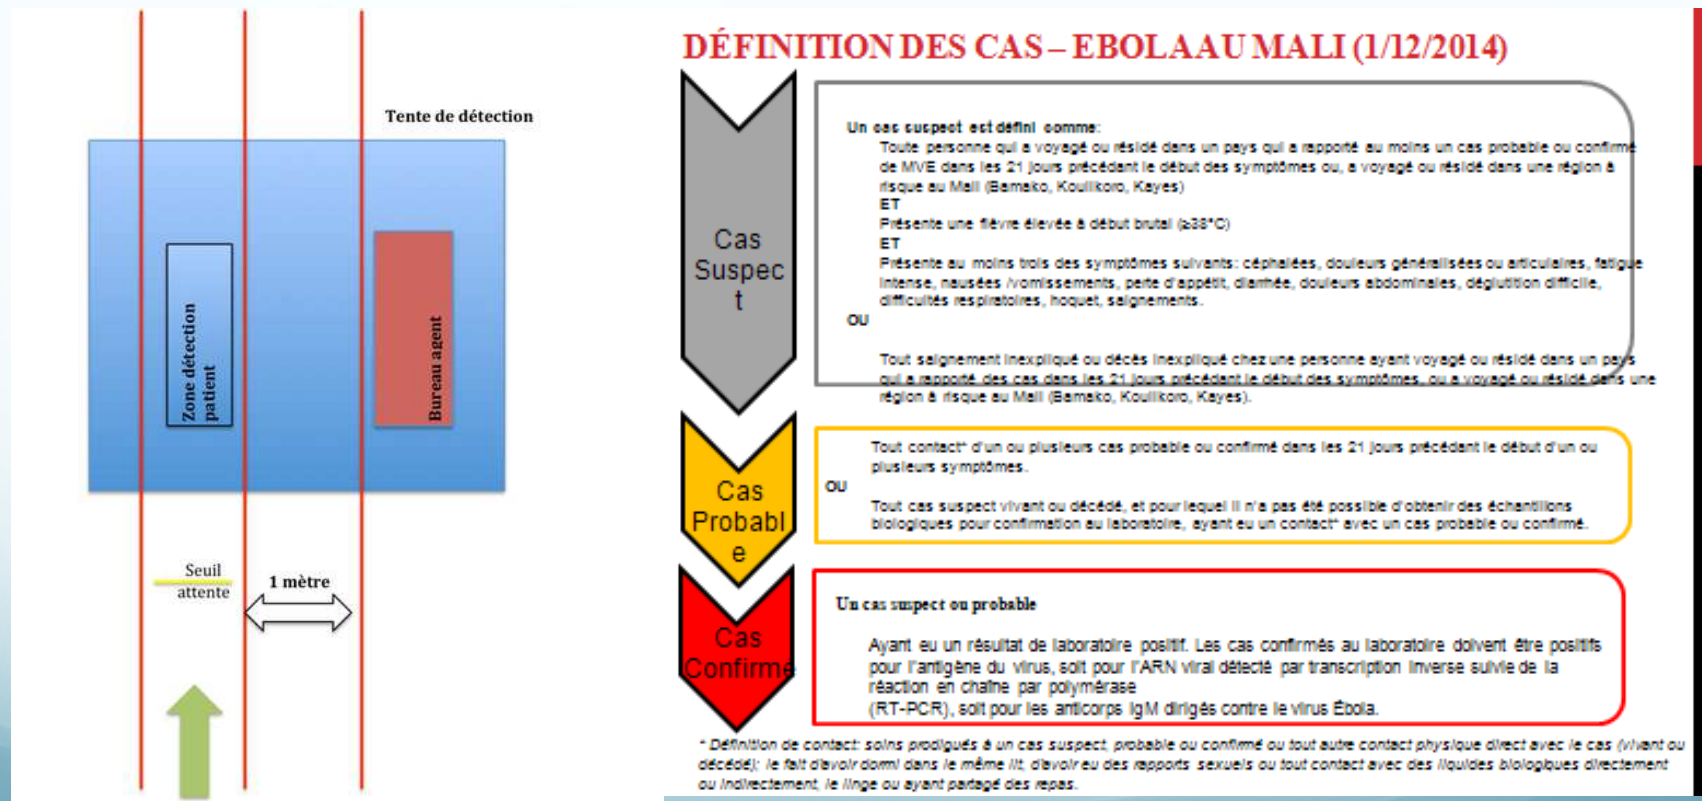 Tente de détection
Zone détection
patient
Bureau agent
Seuil
attente
1 mètre
DÉFINITION DES CAS – EBOLA AU MALI (1/12/2014)
Cas
Suspec
t
Un cas suspect est défini comme:
Toute personne qui a voyagé ou résidé dans un pays qui a rapporté au moins un cas probable ou confirmé
de MVE dans les 21 jours précédant le début des symptômes ou, a voyagé ou résidé dans une région à
risque au Mali (Bamako, Koulikoro, Kayes)
ET
Présente une fièvre élevée à début brutal (≥38°C)
ET
Présente au moins trois des symptômes suivants: céphalées, douleurs généralisées ou articulaires, fatigue
intense, nausées /vomissements, perte d'appétit, diarrhée, douleurs abdominales, déglutition difficile,
difficultés respiratoires, hoquet, saignements.
OU
Tout saignement inexpliqué ou décès inexpliqué chez une personne ayant voyagé ou résidé dans un pays
qui a rapporté des cas dans les 21 jours précédant le début des symptômes, ou a voyagé ou résidé dans une
région à risque au Mali (Bamako, Koulikoro, Kayes).
Cas
Probabl
e
Tout contact* d'un ou plusieurs cas probable ou confirmé dans les 21 jours précédant le début d'un ou
plusieurs symptômes.
OU
Tout cas suspect vivant ou décédé, et pour lequel il n'a pas été possible d'obtenir des échantillons
biologiques pour confirmation au laboratoire, ayant eu un contact* avec un cas probable ou confirmé.
Cas
Confirmé
Un cas suspect ou probable
Ayant eu un résultat de laboratoire positif. Les cas confirmés au laboratoire doivent être positifs
pour l'antigène du virus, soit pour l'ARN viral détecté par transcription inverse suivie de la
réaction en chaîne par polymérase
(RT-PCR), soit pour les anticorps IgM dirigés contre le virus Ébola.
* Définition de contact: soins prodigués à un cas suspect, probable ou confirmé ou tout autre contact physique direct avec le cas (vivant ou
décédé); le fait d'avoir dormi dans le même lit, d'avoir eu des rapports sexuels ou tout contact avec des liquides biologiques directement
ou indirectement, le linge ou ayant partagé des repas.